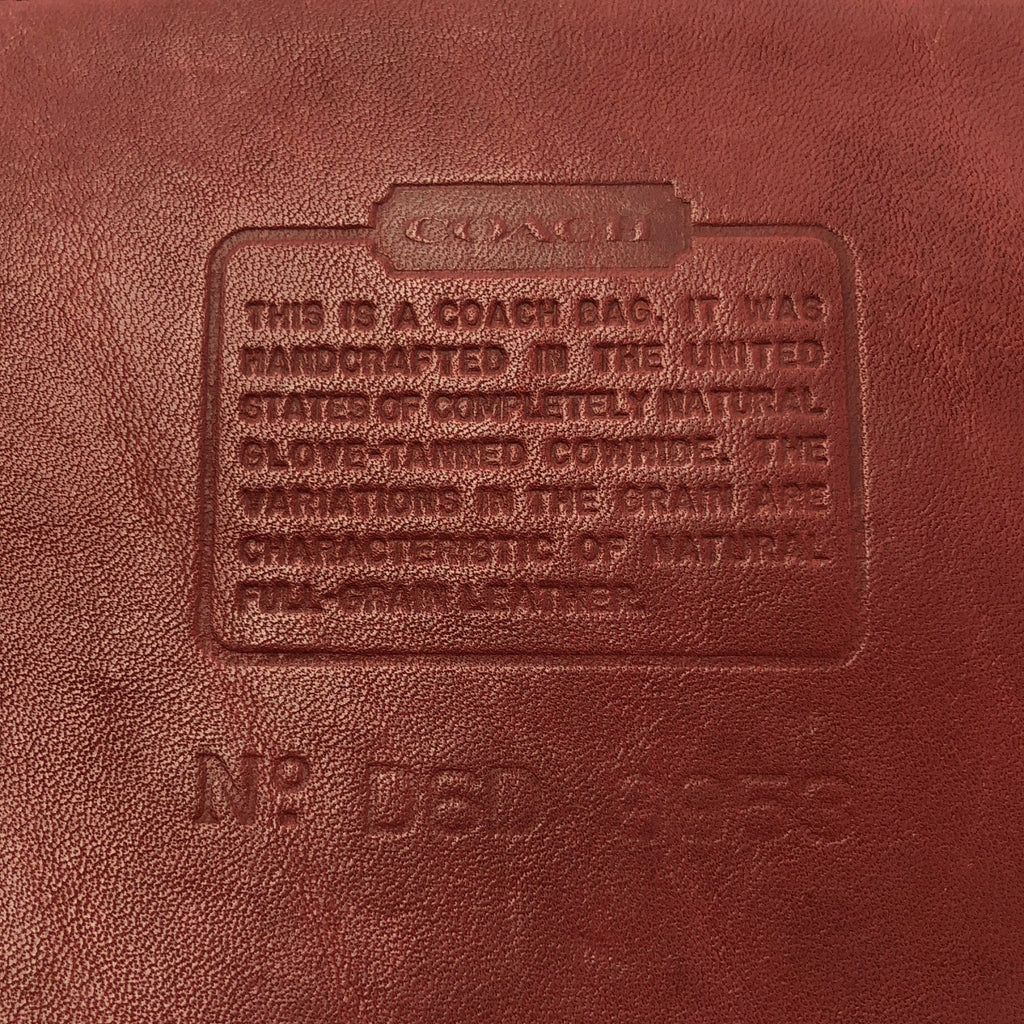 COACH
THIS IS A COACH BAG. IT WAS
HANDCRAFTED IN THE UNITED
STATES OF COMPLETELY NATURAL
GLOVE-TANNED COWHIDE. THE
VARIATIONS IN THE GRAIN ARE
CHARACTERISTIC OF NATURAL
FULL-GRAIN LEATHER.
Nº